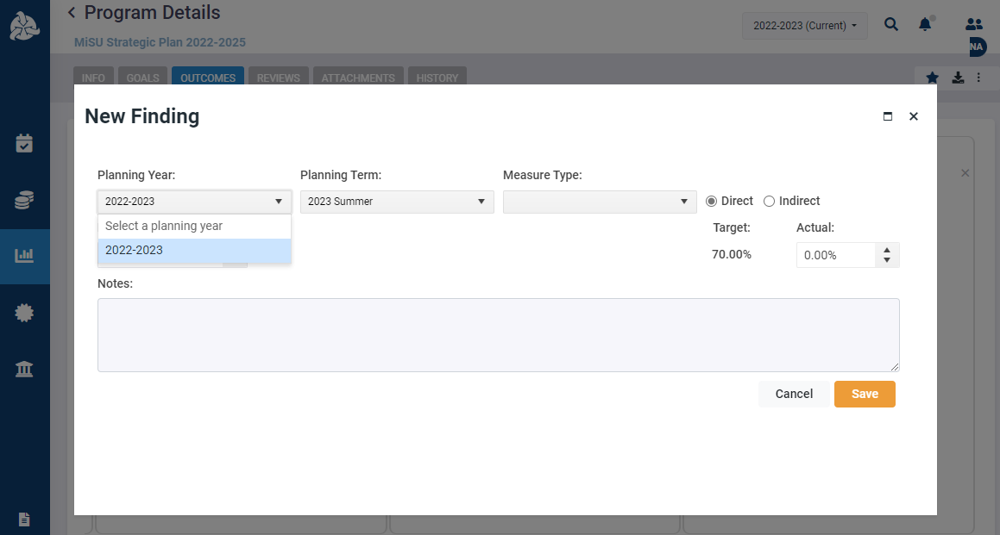 Program Details
MiSU Strategic Plan 2022-2025
2022-2023 (Current)
NA
INFO GOALS OUTCOMES REVIEWS ATTACHMENTS HISTORY
New Finding
Planning Year: Planning Term: Measure Type:
2022-2023 2023 Summer Direct Indirect
Select a planning year
Target: Actual:
2022-2023
70.00% 0.00%
Notes:
Cancel Save